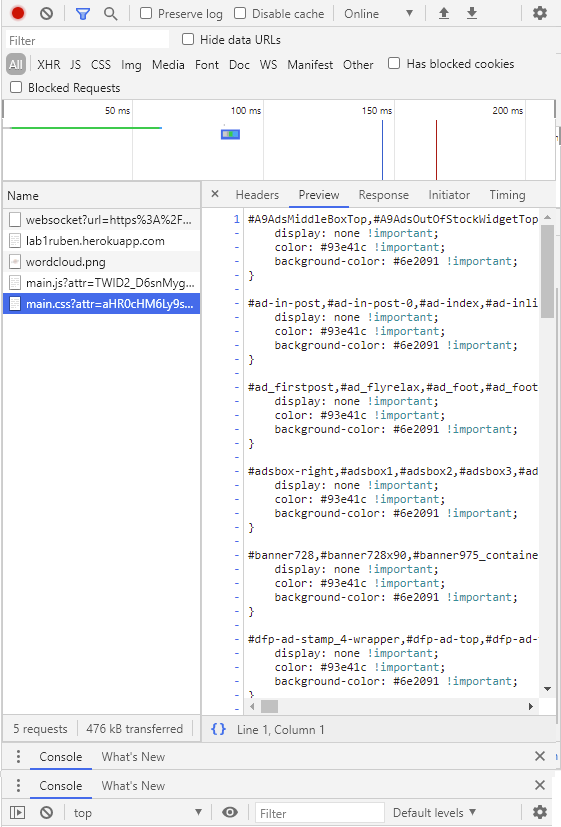 Preserve log Disable cache Online
Filter Hide data URLs
All XHR JS CSS Img Media Font Doc WS Manifest Other Has blocked cookies
Blocked Requests
50 ms 100 ms 150 ms 200 ms
Name
websocket?url=https%3A%2F...
lab1ruben.herokuapp.com
wordcloud.png
main.js?attr=TWID2_D6snMyg...
main.css?attr=aHR0cHM6Ly9s...
5 requests 476 kB transferred
× Headers Preview Response Initiator Timing
1 #A9AdsMiddleBoxTop,#A9AdsOutOfStockWidgetTop
- display: none !important;
- color: #93e41c !important;
- background-color: #6e2091 !important;
- }
-
- #ad-in-post,#ad-in-post-0,#ad-index,#ad-inli
- display: none !important;
- color: #93e41c !important;
- background-color: #6e2091 !important;
- }
-
- #ad_firstpost,#ad_flyrelax,#ad_foot,#ad_foot
- display: none !important;
- color: #93e41c !important;
- background-color: #6e2091 !important;
- }
-
- #adsbox-right,#adsbox1,#adsbox2,#adsbox3,#ad
- display: none !important;
- color: #93e41c !important;
- background-color: #6e2091 !important;
- }
-
- #banner728,#banner728x90,#banner975_containe
- display: none !important;
- color: #93e41c !important;
- background-color: #6e2091 !important;
- }
-
- #dfp-ad-stamp_4-wrapper,#dfp-ad-top,#dfp-ad-
- display: none !important;
- color: #93e41c !important;
- background-color: #6e2091 !important;
- }
{} Line 1, Column 1
Console What's New ×
Console What's New ×
top Filter Default levels